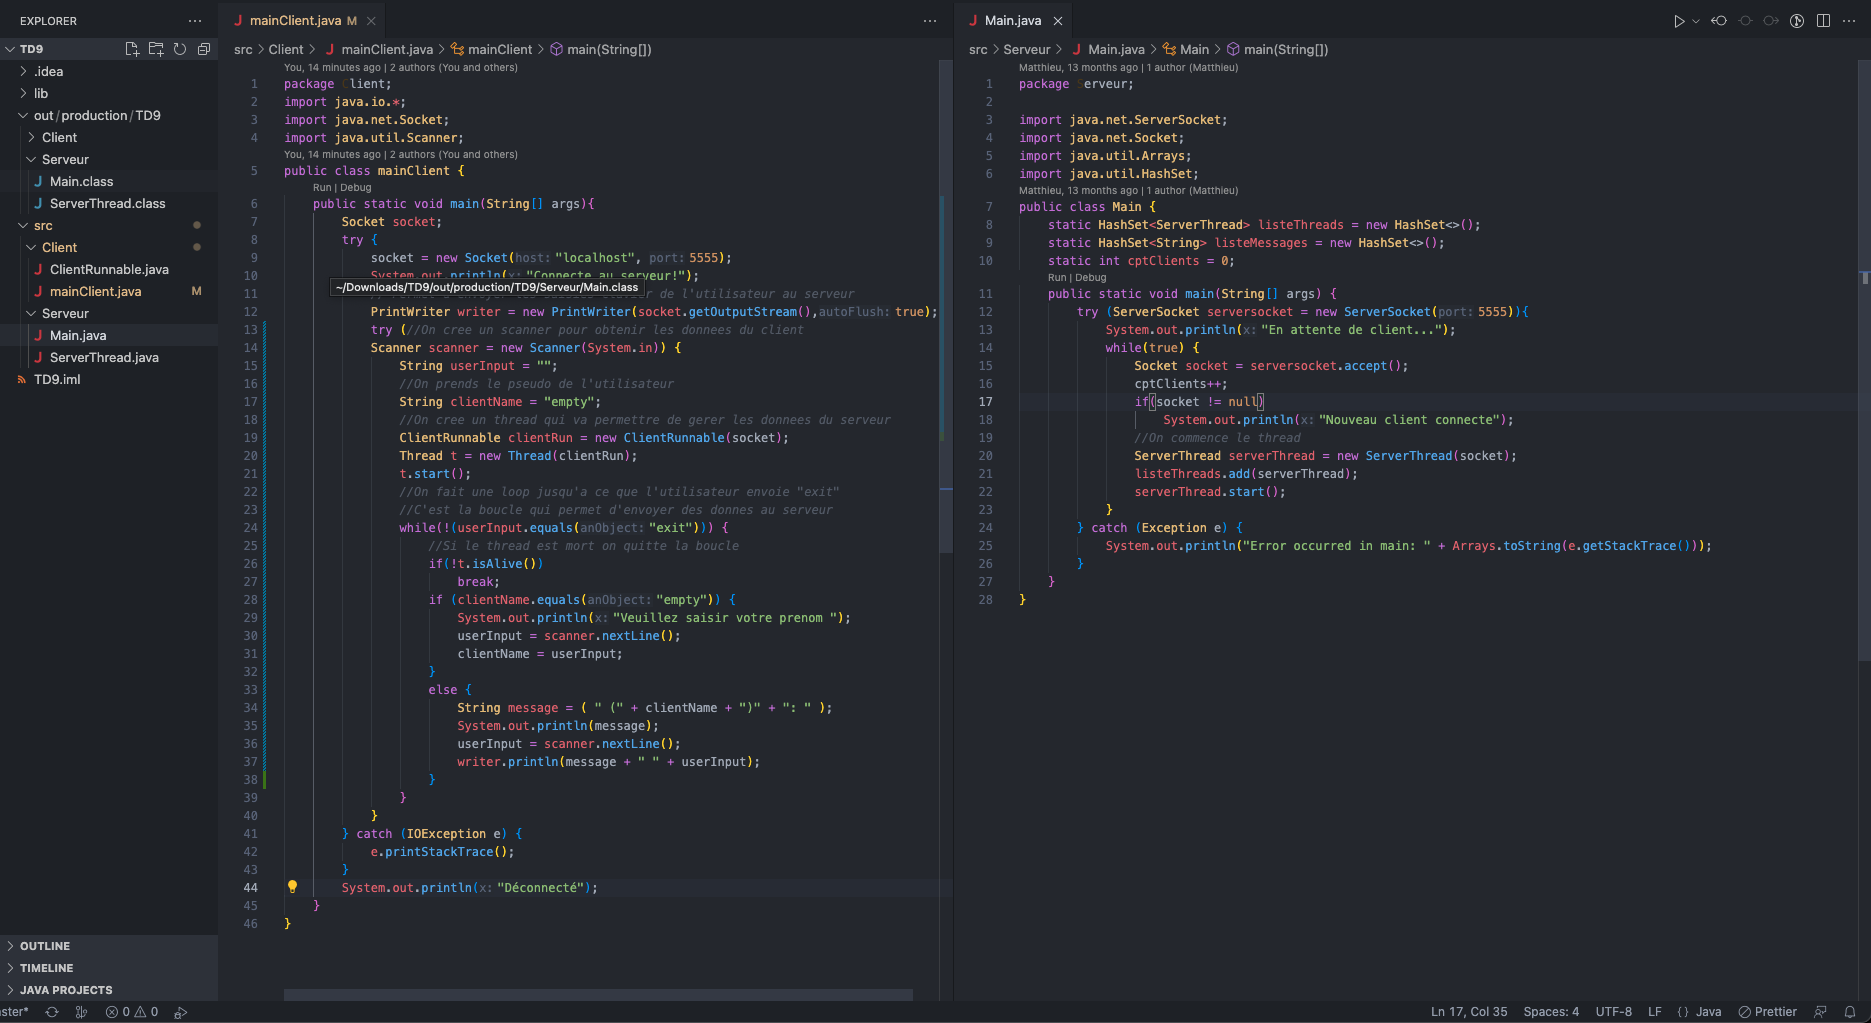 EXPLORER
TD9
.idea
lib
out/production/TD9
Client
Serveur
Main.class
ServerThread.class
src
Client
ClientRunnable.java
mainClient.java M
Serveur
Main.java
ServerThread.java
TD9.iml
OUTLINE
TIMELINE
JAVA PROJECTS
mainClient.java M
src > Client > mainClient.java > mainClient > main(String[])
You, 14 minutes ago | 2 authors (You and others)
1 package Client;
2 import java.io.*;
3 import java.net.Socket;
4 import java.util.Scanner;
You, 14 minutes ago | 2 authors (You and others)
5 public class mainClient {
Run | Debug
6 public static void main(String[] args){
7 Socket socket;
8 try {
9 socket = new Socket(host: "localhost", port: 5555);
10 System.out.println(x: "Connecte au serveur!");
~/Downloads/TD9/out/production/TD9/Serveur/Main.class
11 de l'utilisateur au serveur
12 PrintWriter writer = new PrintWriter(socket.getOutputStream(),autoFlush: true);
13 try (//On cree un scanner pour obtenir les donnees du client
14 Scanner scanner = new Scanner(System.in)) {
15 String userInput = "";
16 //On prends le pseudo de l'utilisateur
17 String clientName = "empty";
18 //On cree un thread qui va permettre de gerer les donnees du serveur
19 ClientRunnable clientRun = new ClientRunnable(socket);
20 Thread t = new Thread(clientRun);
21 t.start();
22 //On fait une loop jusqu'a ce que l'utilisateur envoie "exit"
23 //C'est la boucle qui permet d'envoyer des donnes au serveur
24 while(!(userInput.equals(anObject: "exit"))) {
25 //Si le thread est mort on quitte la boucle
26 if(!t.isAlive())
27 break;
28 if (clientName.equals(anObject: "empty")) {
29 System.out.println(x: "Veuillez saisir votre prenom ");
30 userInput = scanner.nextLine();
31 clientName = userInput;
32 }
33 else {
34 String message = ( " (" + clientName + ")" + ": " );
35 System.out.println(message);
36 userInput = scanner.nextLine();
37 writer.println(message + " " + userInput);
38 }
39 }
40 }
41 } catch (IOException e) {
42 e.printStackTrace();
43 }
44 System.out.println(x: "Déconnecté");
45 }
46 }
Main.java
src > Serveur > Main.java > Main > main(String[])
Matthieu, 13 months ago | 1 author (Matthieu)
1 package Serveur;
2
3 import java.net.ServerSocket;
4 import java.net.Socket;
5 import java.util.Arrays;
6 import java.util.HashSet;
Matthieu, 13 months ago | 1 author (Matthieu)
7 public class Main {
8 static HashSet<ServerThread> listeThreads = new HashSet<>();
9 static HashSet<String> listeMessages = new HashSet<>();
10 static int cptClients = 0;
Run | Debug
11 public static void main(String[] args) {
12 try (ServerSocket serversocket = new ServerSocket(port: 5555)){
13 System.out.println(x: "En attente de client...");
14 while(true) {
15 Socket socket = serversocket.accept();
16 cptClients++;
17 if(socket != null)
18 System.out.println(x: "Nouveau client connecte");
19 //On commence le thread
20 ServerThread serverThread = new ServerThread(socket);
21 listeThreads.add(serverThread);
22 serverThread.start();
23 }
24 } catch (Exception e) {
25 System.out.println("Error occurred in main: " + Arrays.toString(e.getStackTrace()));
26 }
27 }
28 }
ster* 0 0
Ln 17, Col 35 Spaces: 4 UTF-8 LF {} Java Prettier